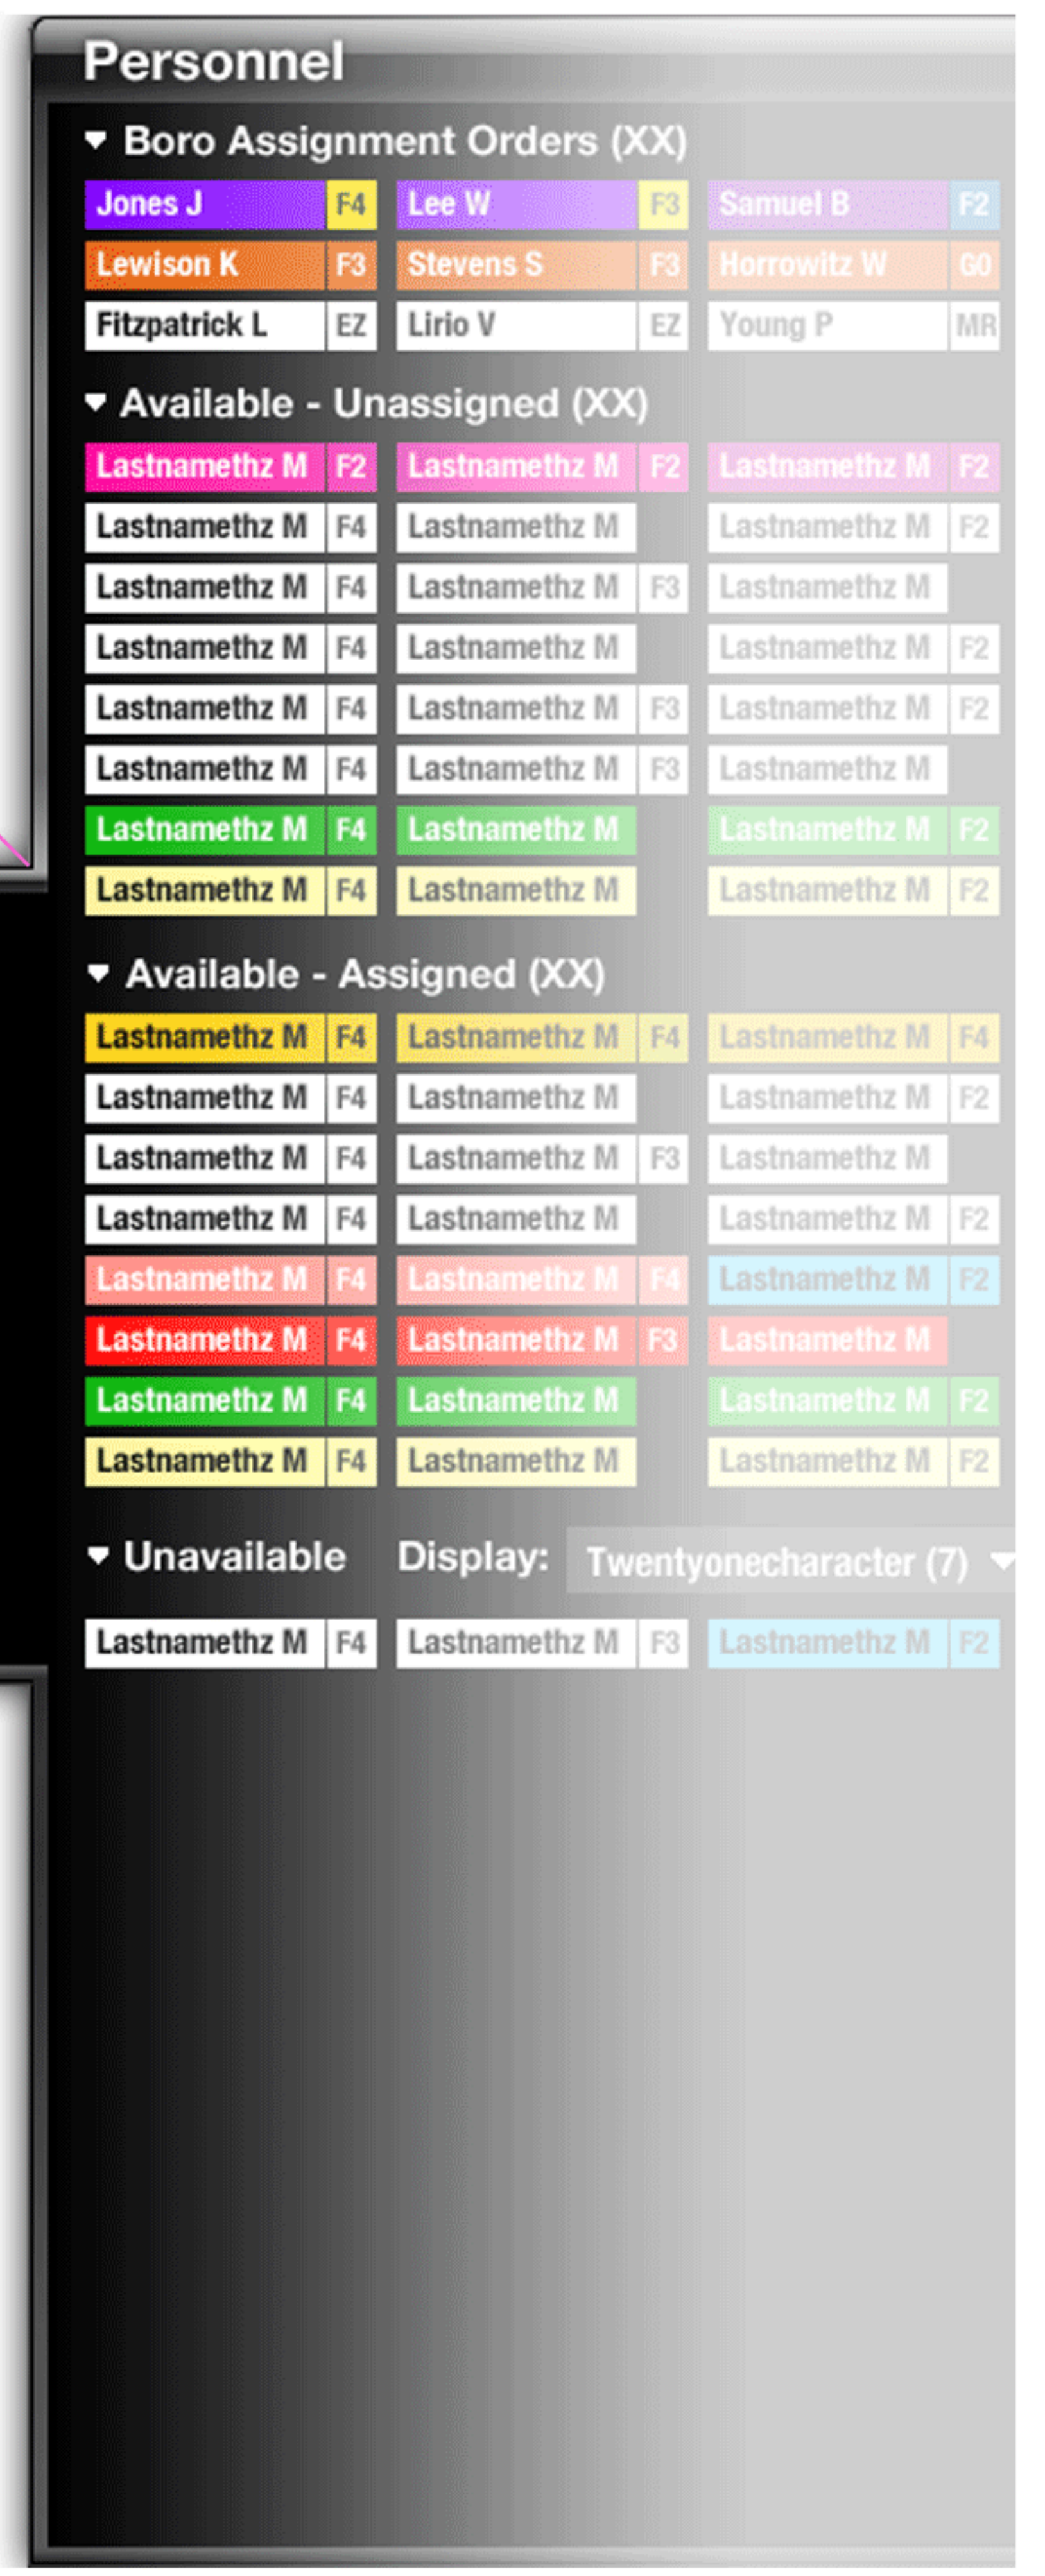 Personnel
Boro Assignment Orders (XX)
Jones J F4 Lee W F3 Samuel B F2
Lewison K F3 Stevens S F3 Horrowitz W GO
Fitzpatrick L EZ Lirio V EZ Young P MR
Available - Unassigned (XX)
Lastnamethz M F2 Lastnamethz M F2 Lastnamethz M F2
Lastnamethz M F4 Lastnamethz M Lastnamethz M F2
Lastnamethz M F4 Lastnamethz M F3 Lastnamethz M
Lastnamethz M F4 Lastnamethz M Lastnamethz M F2
Lastnamethz M F4 Lastnamethz M F3 Lastnamethz M F2
Lastnamethz M F4 Lastnamethz M F3 Lastnamethz M
Lastnamethz M F4 Lastnamethz M Lastnamethz M F2
Lastnamethz M F4 Lastnamethz M Lastnamethz M F2
Available - Assigned (XX)
Lastnamethz M F4 Lastnamethz M F4 Lastnamethz M F4
Lastnamethz M F4 Lastnamethz M Lastnamethz M F2
Lastnamethz M F4 Lastnamethz M F3 Lastnamethz M
Lastnamethz M F4 Lastnamethz M Lastnamethz M F2
Lastnamethz M F4 Lastnamethz M F4 Lastnamethz M F2
Lastnamethz M F4 Lastnamethz M F3 Lastnamethz M
Lastnamethz M F4 Lastnamethz M Lastnamethz M F2
Lastnamethz M F4 Lastnamethz M Lastnamethz M F2
Unavailable Display: Twentyonecharacter (7)
Lastnamethz M F4 Lastnamethz M F3 Lastnamethz M F2